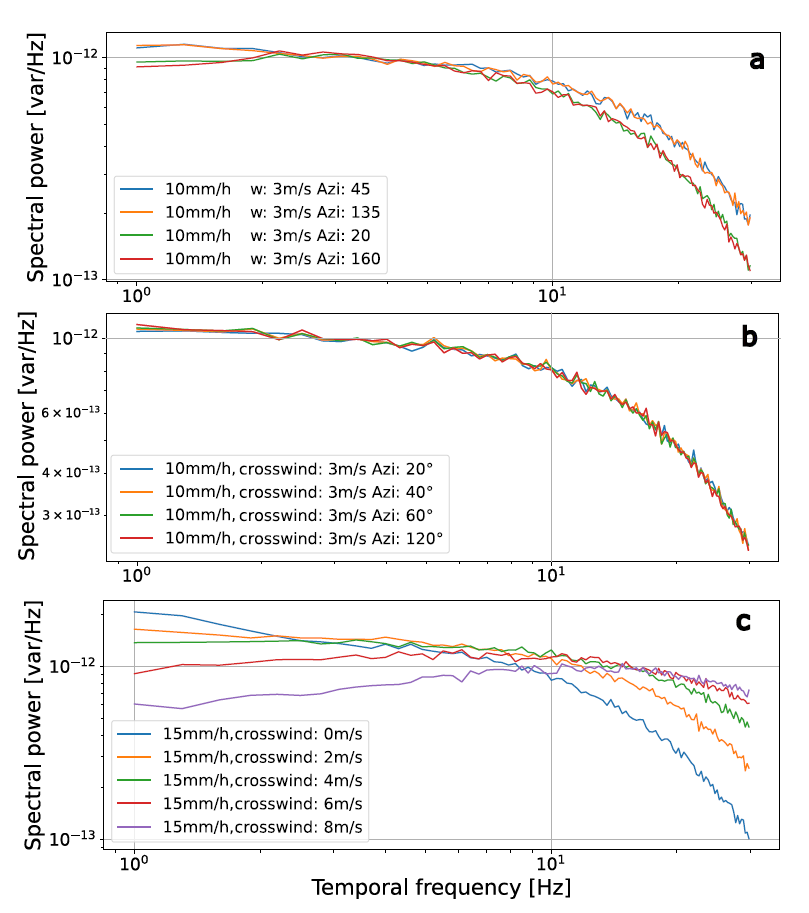 a
Spectral power [var/Hz]
10⁻¹²
10⁻¹³
10mm/h w: 3m/s Azi: 45
10mm/h w: 3m/s Azi: 135
10mm/h w: 3m/s Azi: 20
10mm/h w: 3m/s Azi: 160
10⁰ 10¹
b
Spectral power [var/Hz]
10⁻¹²
6 × 10⁻¹³
4 × 10⁻¹³
3 × 10⁻¹³
10mm/h, crosswind: 3m/s Azi: 20°
10mm/h, crosswind: 3m/s Azi: 40°
10mm/h, crosswind: 3m/s Azi: 60°
10mm/h, crosswind: 3m/s Azi: 120°
10⁰ 10¹
c
Spectral power [var/Hz]
10⁻¹²
10⁻¹³
15mm/h,crosswind: 0m/s
15mm/h,crosswind: 2m/s
15mm/h,crosswind: 4m/s
15mm/h,crosswind: 6m/s
15mm/h,crosswind: 8m/s
10⁰ 10¹
Temporal frequency [Hz]